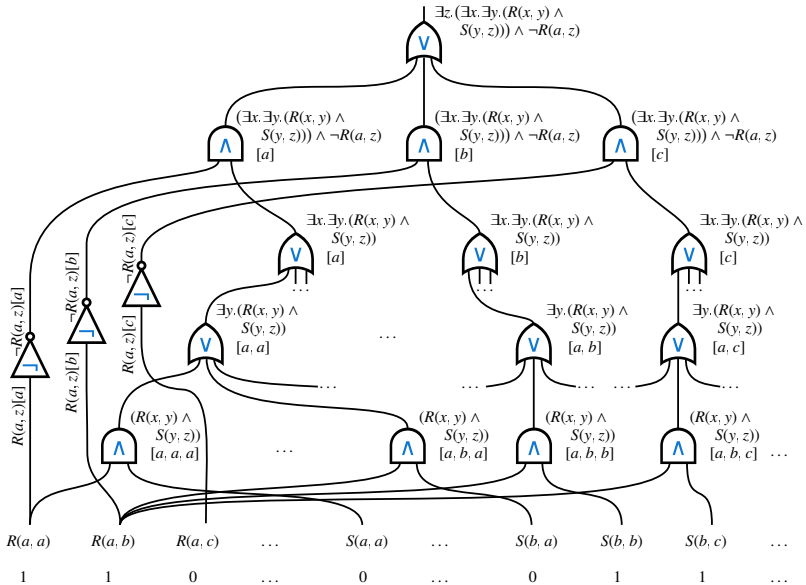 ∃z.(∃x.∃y.(R(x, y) ∧
S(y, z))) ∧ ¬R(a, z)
∨
(∃x.∃y.(R(x, y) ∧
S(y, z))) ∧ ¬R(a, z)
[a]
∧
(∃x.∃y.(R(x, y) ∧
S(y, z))) ∧ ¬R(a, z)
[b]
∧
(∃x.∃y.(R(x, y) ∧
S(y, z))) ∧ ¬R(a, z)
[c]
∧
¬R(a, z)[a]
¬R(a, z)[b]
¬R(a, z)[c]
∃x.∃y.(R(x, y) ∧
S(y, z))
[a]
∨
...
∃x.∃y.(R(x, y) ∧
S(y, z))
[b]
∨
...
∃x.∃y.(R(x, y) ∧
S(y, z))
[c]
∨
...
¬
¬
¬
R(a, z)[a]
R(a, z)[b]
R(a, z)[c]
∃y.(R(x, y) ∧
S(y, z))
[a, a]
∨
...
...
∃y.(R(x, y) ∧
S(y, z))
[a, b]
∨
...
...
∃y.(R(x, y) ∧
S(y, z))
[a, c]
∨
...
...
(R(x, y) ∧
S(y, z))
[a, a, a]
∧
...
(R(x, y) ∧
S(y, z))
[a, b, a]
∧
(R(x, y) ∧
S(y, z))
[a, b, b]
∧
(R(x, y) ∧
S(y, z))
[a, b, c]
∧
...
R(a, a) R(a, b) R(a, c) ... S(a, a) ... S(b, a) S(b, b) S(b, c) ...
1 1 0 ... 0 ... 0 1 1 ...